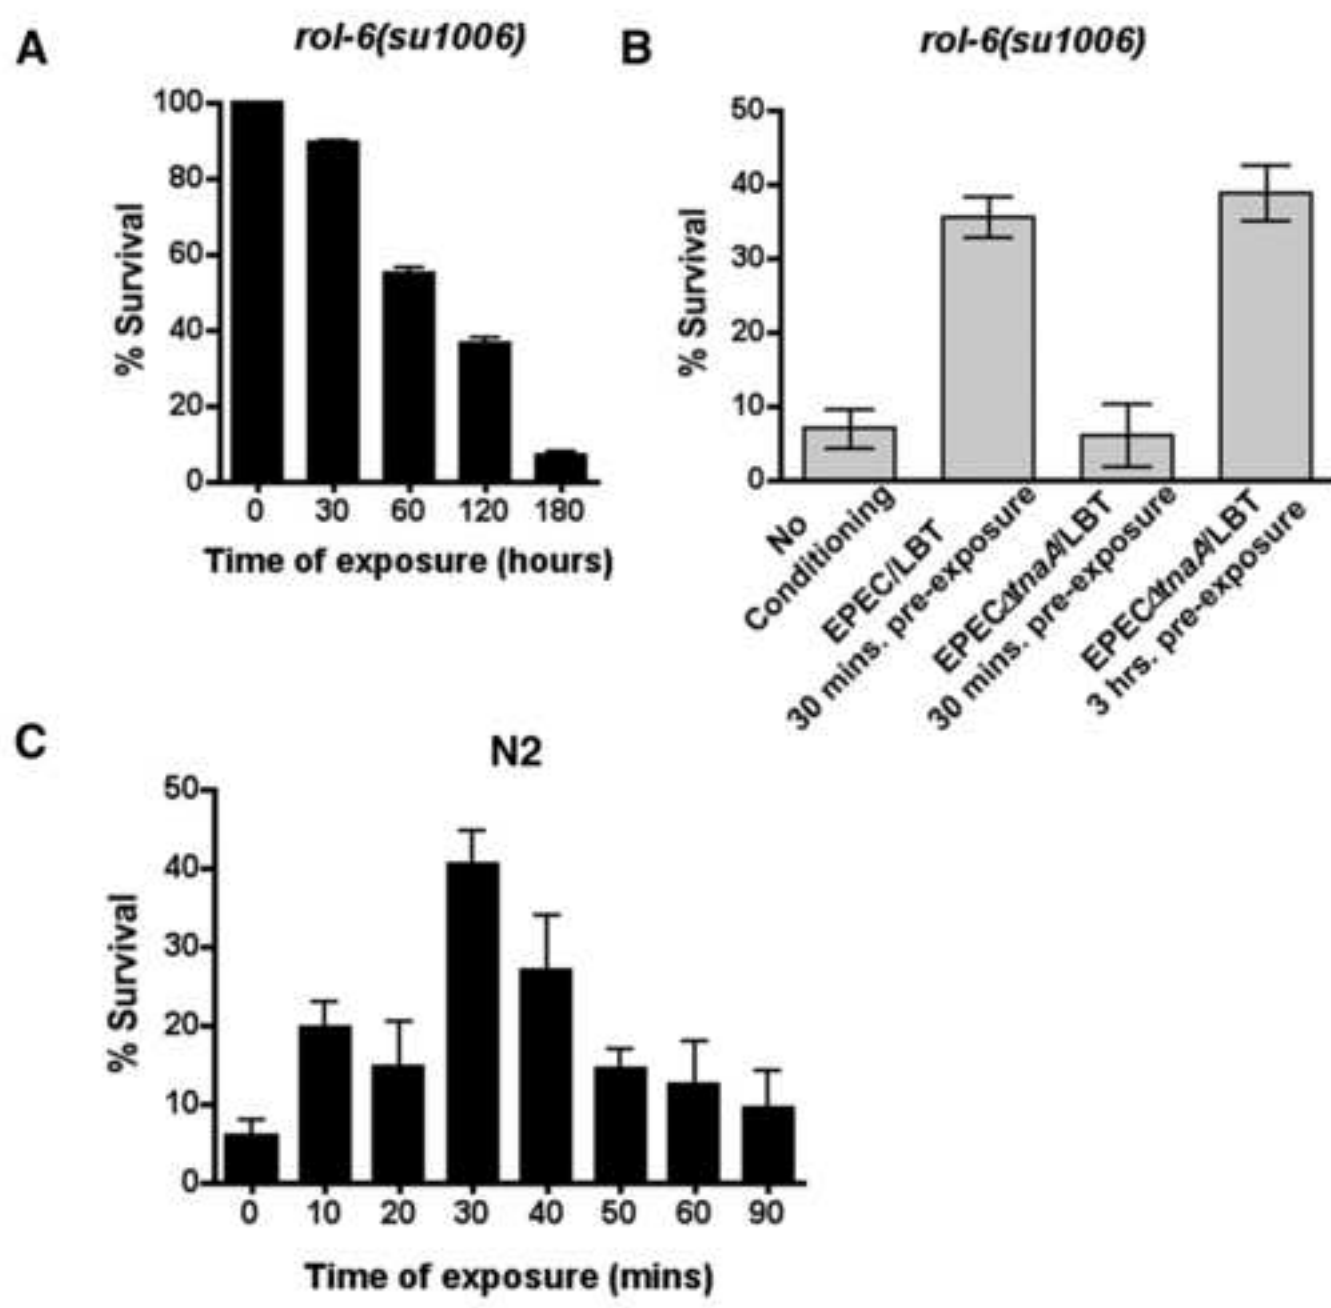 A
rol-6(su1006)
100
80
60
40
20
0
% Survival
0 30 60 120 180
Time of exposure (hours)
B
rol-6(su1006)
50
40
30
20
10
0
% Survival
No
Conditioning
EPEC/LBT
30 mins. pre-exposure
EPECΔtnaA/LBT
30 mins. pre-exposure
EPECΔtnaA/LBT
3 hrs. pre-exposure
C
N2
50
40
30
20
10
0
% Survival
0 10 20 30 40 50 60 90
Time of exposure (mins)